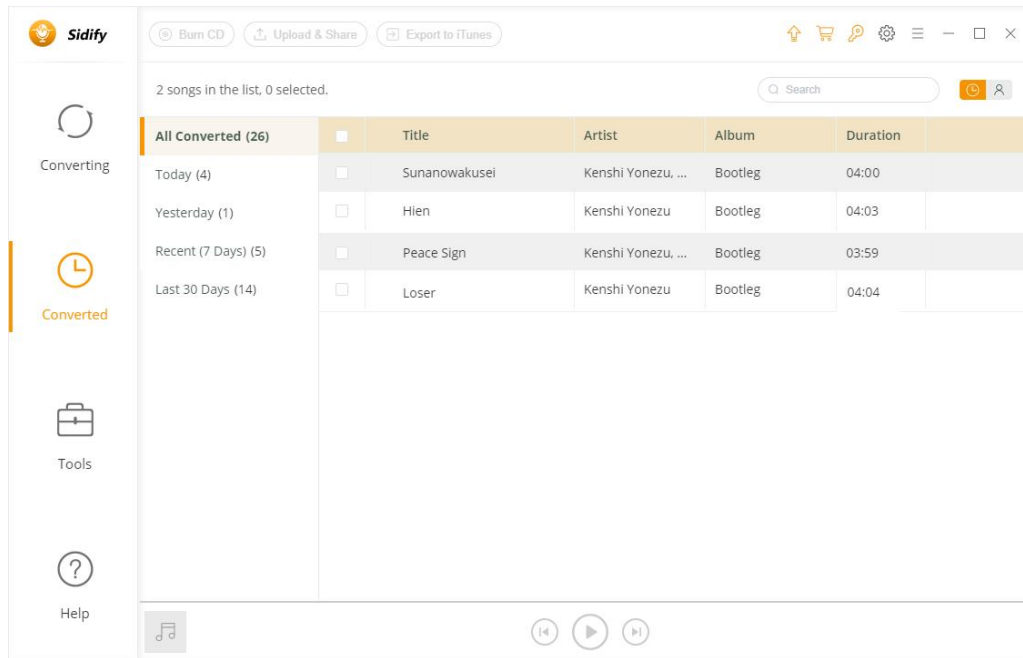 Sidify
Burn CD Upload & Share Export to iTunes
2 songs in the list, 0 selected.
Search
Converting
Converted
Tools
Help
All Converted (26)
Today (4)
Yesterday (1)
Recent (7 Days) (5)
Last 30 Days (14)
Title Artist Album Duration
Sunanowakusei Kenshi Yonezu, ... Bootleg 04:00
Hien Kenshi Yonezu Bootleg 04:03
Peace Sign Kenshi Yonezu, ... Bootleg 03:59
Loser Kenshi Yonezu Bootleg 04:04